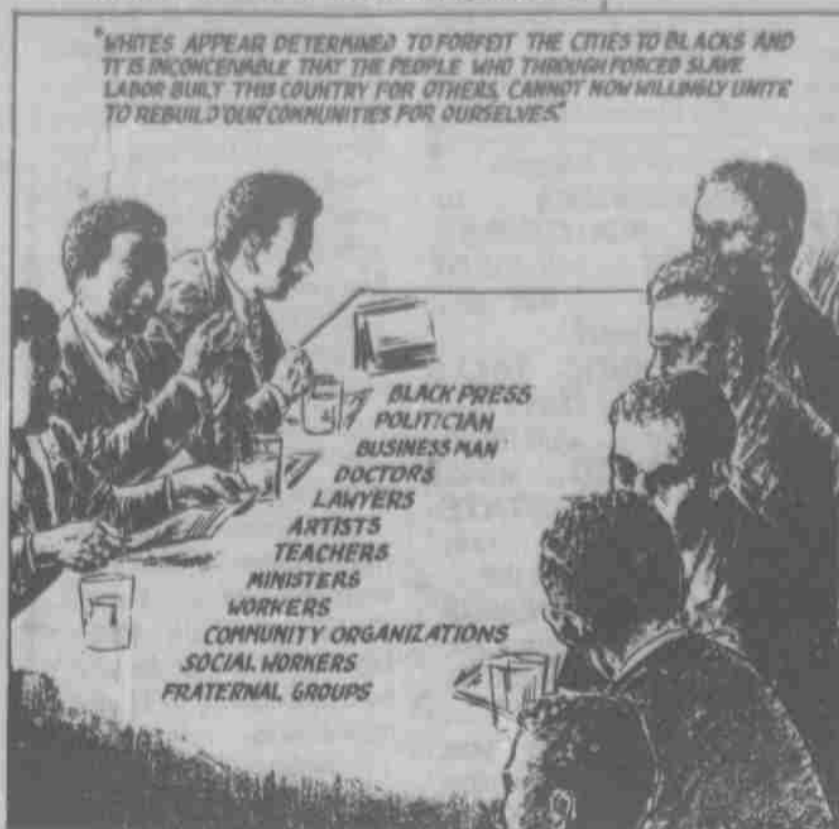 "WHITES APPEAR DETERMINED TO FORFEIT THE CITIES TO BLACKS AND
IT IS INCONCEIVABLE THAT THE PEOPLE WHO THROUGH FORCED SLAVE
LABOR BUILT THIS COUNTRY FOR OTHERS, CANNOT NOW WILLINGLY UNITE
TO REBUILD OUR COMMUNITIES FOR OURSELVES."
BLACK PRESS
POLITICIAN
BUSINESS MAN
DOCTORS
LAWYERS
ARTISTS
TEACHERS
MINISTERS
WORKERS
COMMUNITY ORGANIZATIONS
SOCIAL WORKERS
FRATERNAL GROUPS